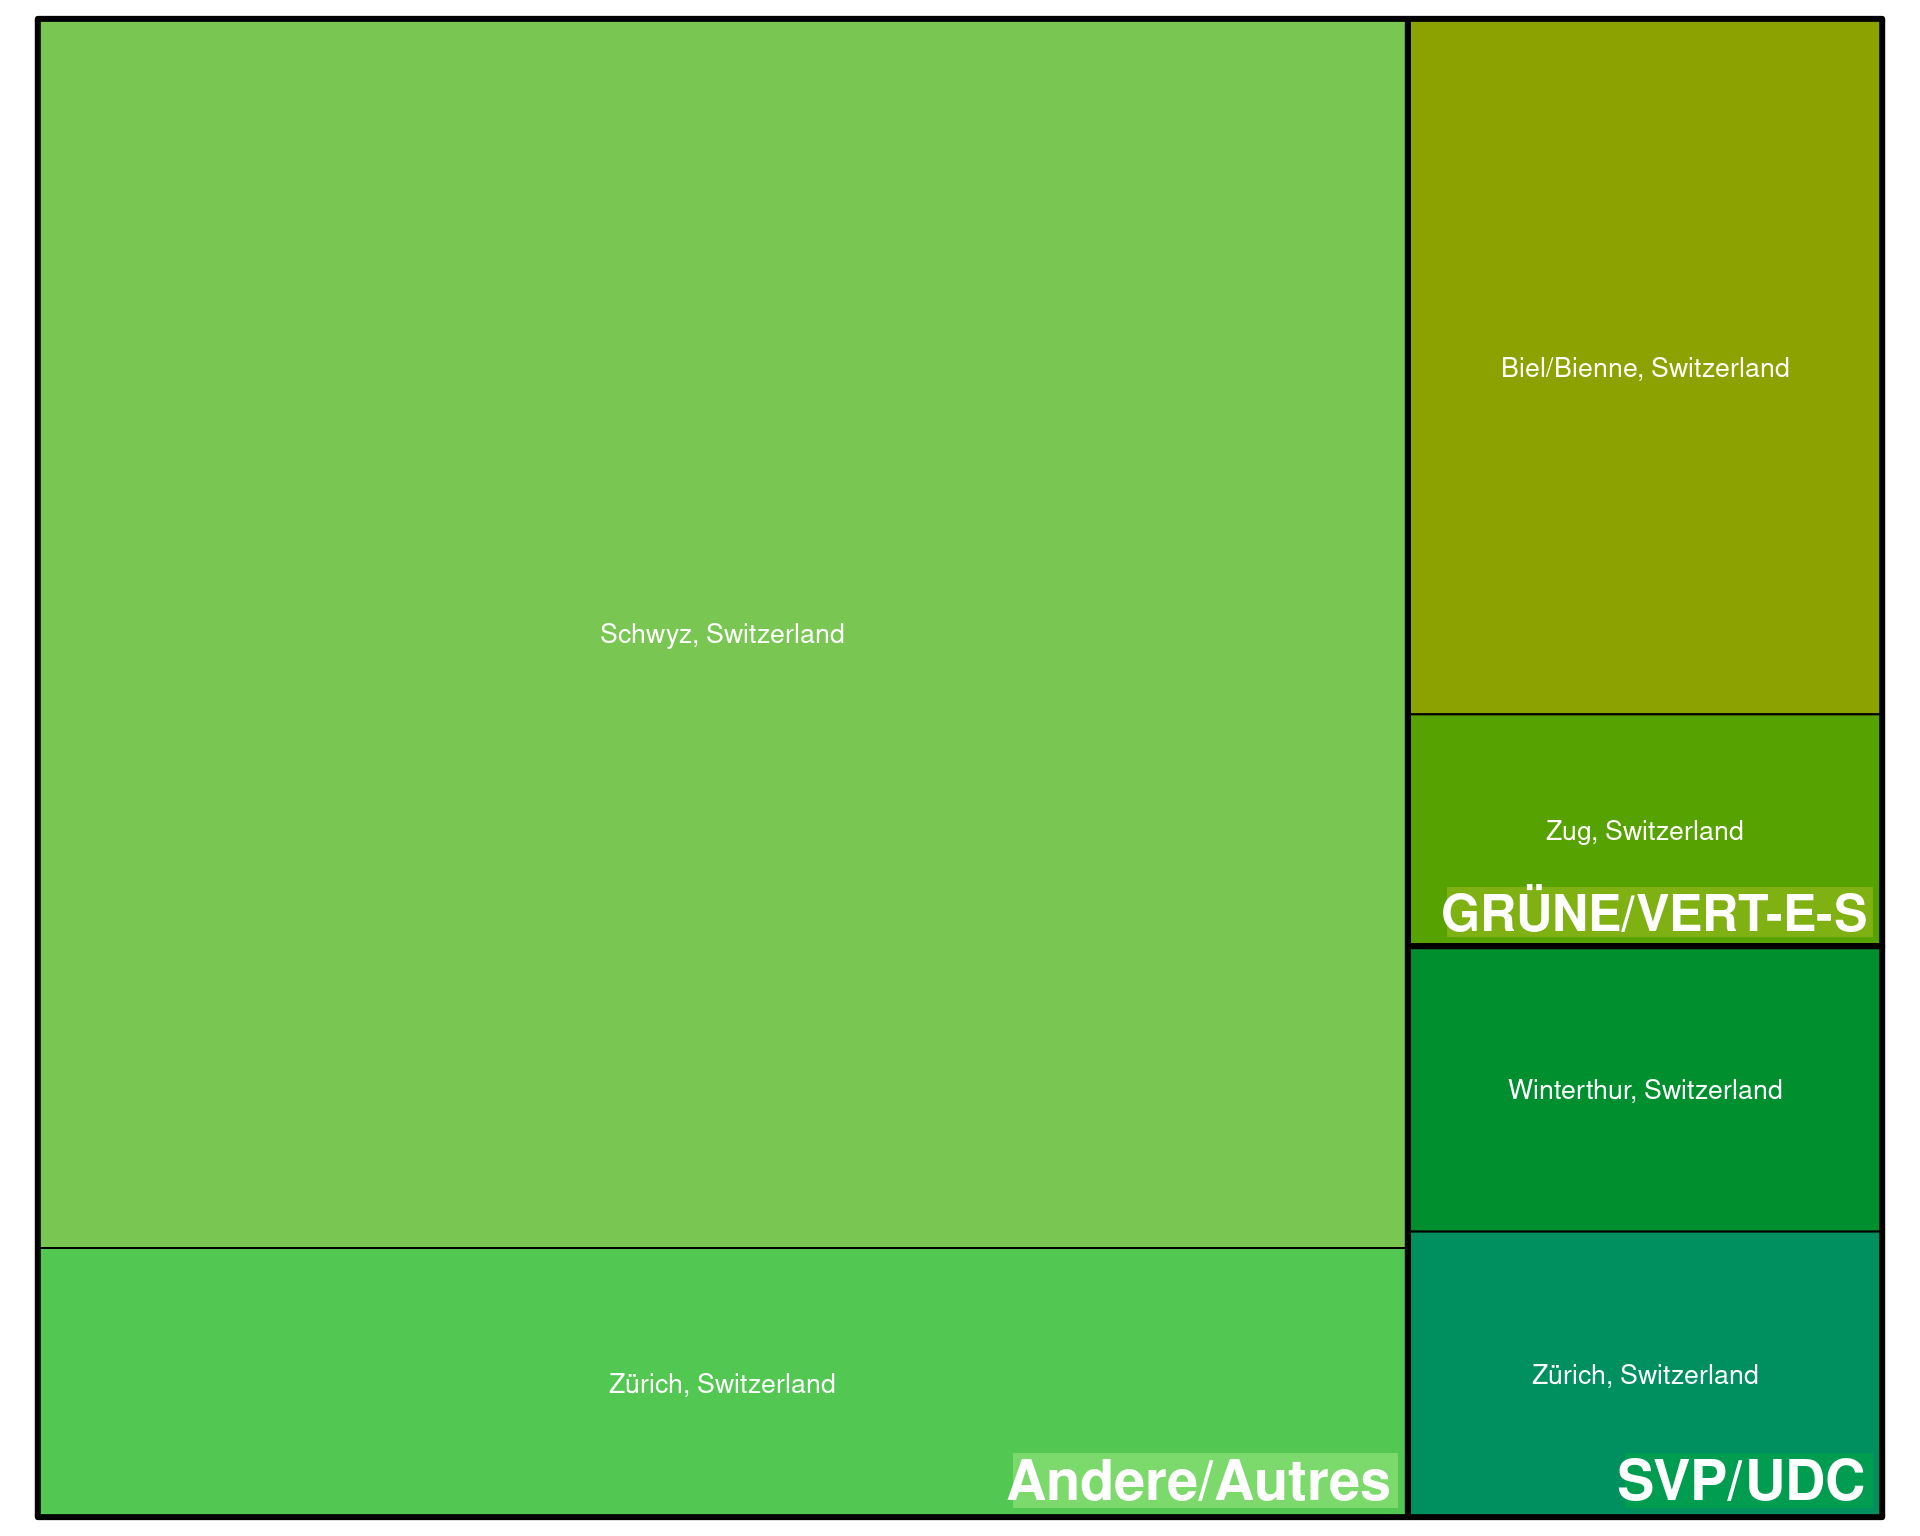 Schwyz, Switzerland
Zürich, Switzerland
Andere/Autres
Biel/Bienne, Switzerland
Zug, Switzerland
GRÜNE/VERT-E-S
Winterthur, Switzerland
Zürich, Switzerland
SVP/UDC